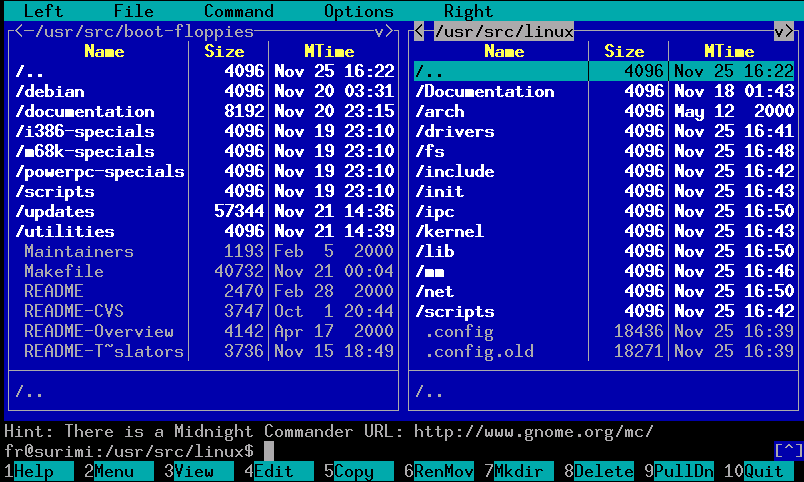 Left File Command Options Right
<-/usr/src/boot-floppies v> < /usr/src/linux v>
Name Size MTime Name Size MTime
/.. 4096 Nov 25 16:22 /.. 4096 Nov 25 16:22
/debian 4096 Nov 20 03:31 /Documentation 4096 Nov 18 01:43
/documentation 8192 Nov 20 23:15 /arch 4096 May 12 2000
/i386-specials 4096 Nov 19 23:10 /drivers 4096 Nov 25 16:41
/m68k-specials 4096 Nov 19 23:10 /fs 4096 Nov 25 16:48
/powerpc-specials 4096 Nov 19 23:10 /include 4096 Nov 25 16:42
/scripts 4096 Nov 19 23:10 /init 4096 Nov 25 16:43
/updates 57344 Nov 21 14:36 /ipc 4096 Nov 25 16:50
/utilities 4096 Nov 21 14:39 /kernel 4096 Nov 25 16:43
Maintainers 1193 Feb 5 2000 /lib 4096 Nov 25 16:50
Makefile 40732 Nov 21 00:04 /mm 4096 Nov 25 16:46
README 2470 Feb 28 2000 /net 4096 Nov 25 16:50
README-CVS 3747 Oct 1 20:44 /scripts 4096 Nov 25 16:42
README-Overview 4142 Apr 17 2000 .config 18436 Nov 25 16:39
README-T~slators 3736 Nov 15 18:49 .config.old 18271 Nov 25 16:39
/.. /..
Hint: There is a Midnight Commander URL: http://www.gnome.org/mc/
fr@surimi:/usr/src/linux$ [^]
1Help 2Menu 3View 4Edit 5Copy 6RenMov 7Mkdir 8Delete 9PullDn 10Quit